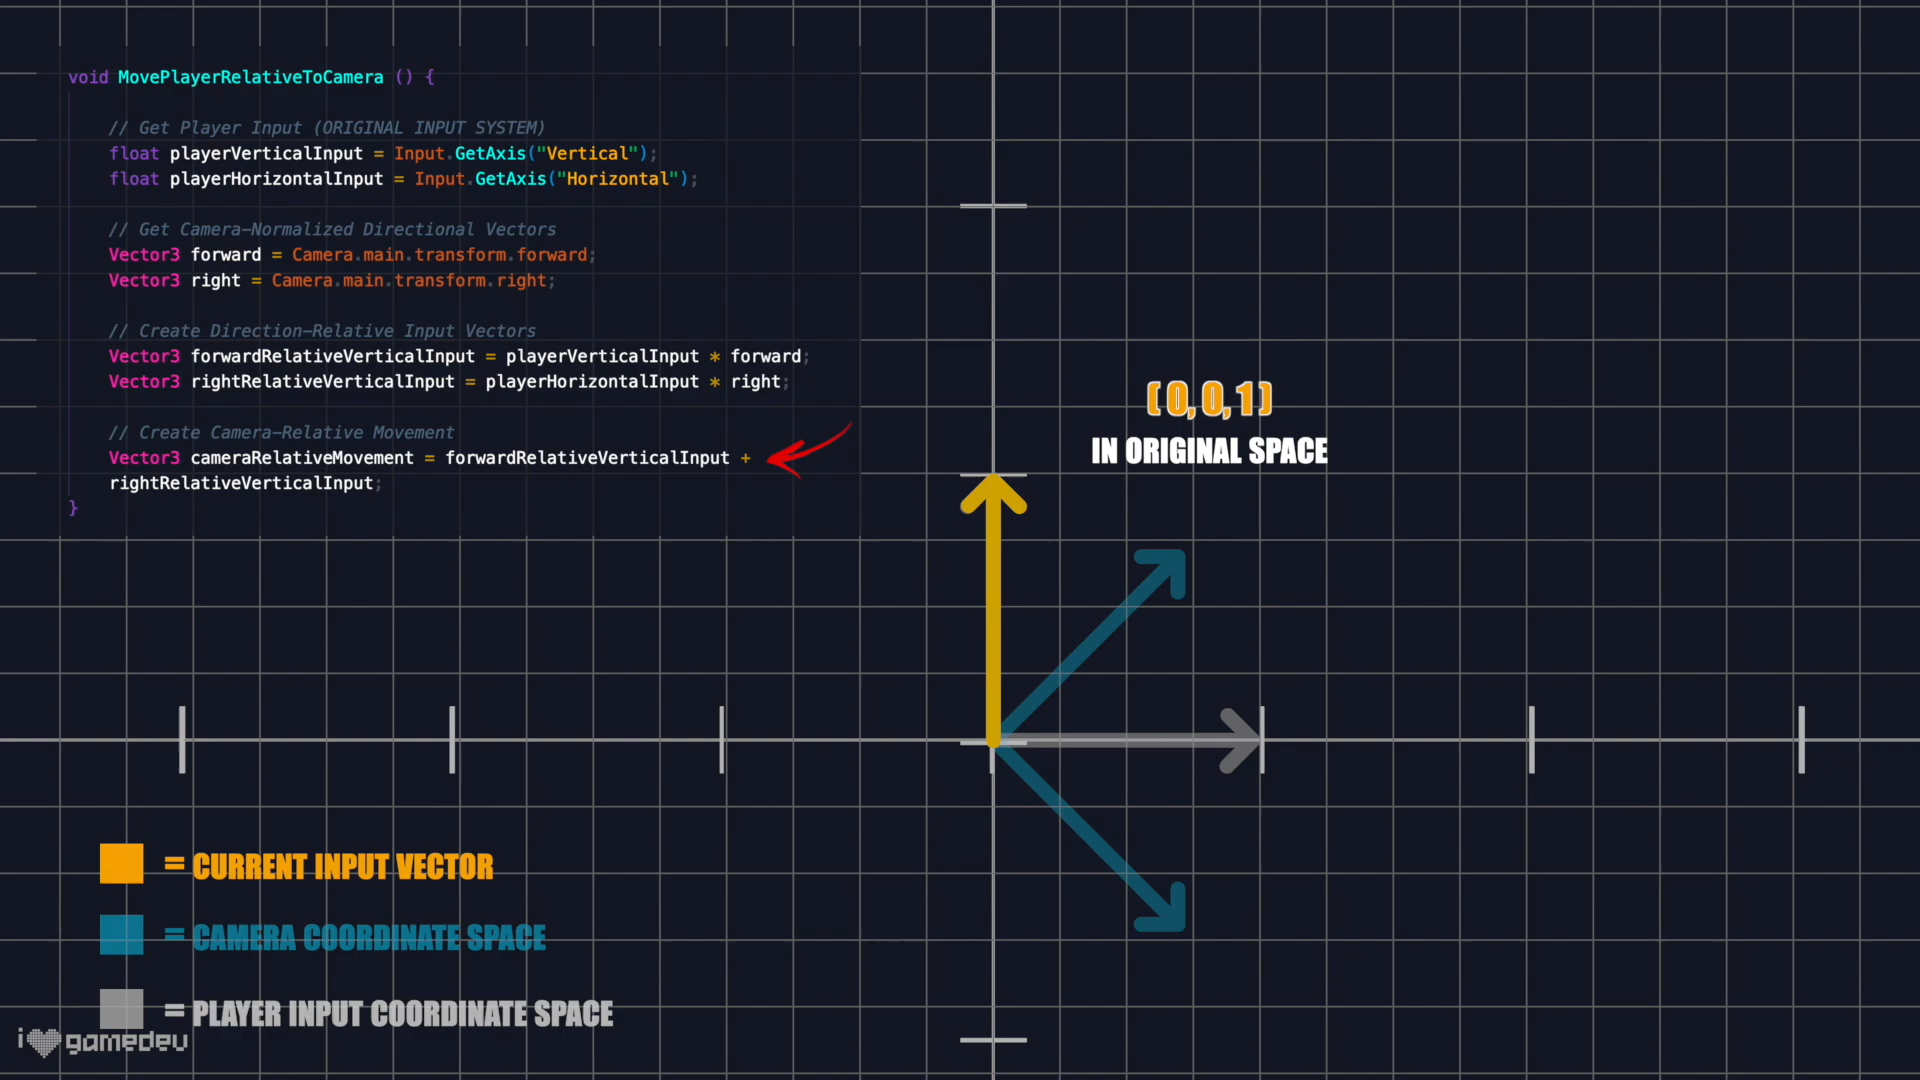 void MovePlayerRelativeToCamera () {
// Get Player Input (ORIGINAL INPUT SYSTEM)
float playerVerticalInput = Input.GetAxis("Vertical");
float playerHorizontalInput = Input.GetAxis("Horizontal");
// Get Camera-Normalized Directional Vectors
Vector3 forward = Camera.main.transform.forward;
Vector3 right = Camera.main.transform.right;
// Create Direction-Relative Input Vectors
Vector3 forwardRelativeVerticalInput = playerVerticalInput * forward;
Vector3 rightRelativeVerticalInput = playerHorizontalInput * right;
// Create Camera-Relative Movement
Vector3 cameraRelativeMovement = forwardRelativeVerticalInput +
rightRelativeVerticalInput;
}
(0,0,1)
IN ORIGINAL SPACE
= CURRENT INPUT VECTOR
= CAMERA COORDINATE SPACE
= PLAYER INPUT COORDINATE SPACE
i gamedev